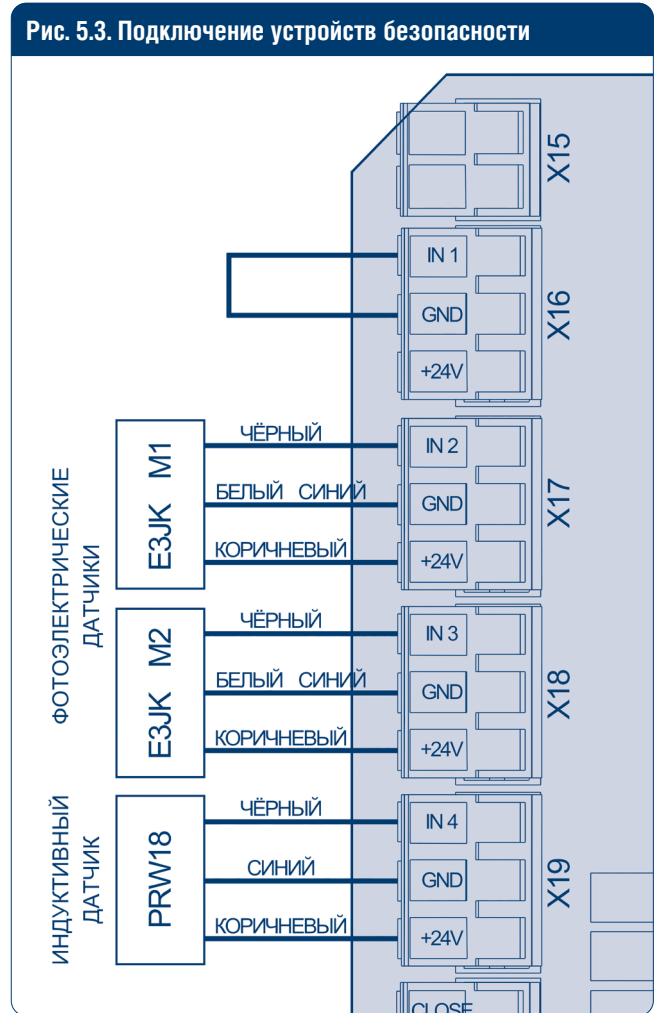 Рис. 5.3. Подключение устройств безопасности
X15
IN 1
GND
+24V
X16
ФОТОЭЛЕКТРИЧЕСКИЕ
ДАТЧИКИ
E3JK M1
ЧЁРНЫЙ
БЕЛЫЙ СИНИЙ
КОРИЧНЕВЫЙ
IN 2
GND
+24V
X17
E3JK M2
ЧЁРНЫЙ
БЕЛЫЙ СИНИЙ
КОРИЧНЕВЫЙ
IN 3
GND
+24V
X18
ИНДУКТИВНЫЙ
ДАТЧИК
PRW18
ЧЁРНЫЙ
СИНИЙ
КОРИЧНЕВЫЙ
IN 4
GND
+24V
X19
CLOSE